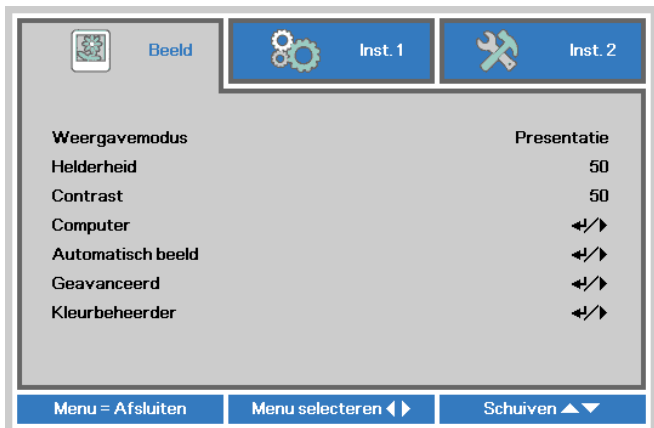 Beeld Inst. 1 Inst. 2
Weergavemodus Presentatie
Helderheid 50
Contrast 50
Computer ↵/▶
Automatisch beeld ↵/▶
Geavanceerd ↵/▶
Kleurbeheerder ↵/▶
Menu = Afsluiten Menu selecteren ◀▶ Schuiven ▲▼